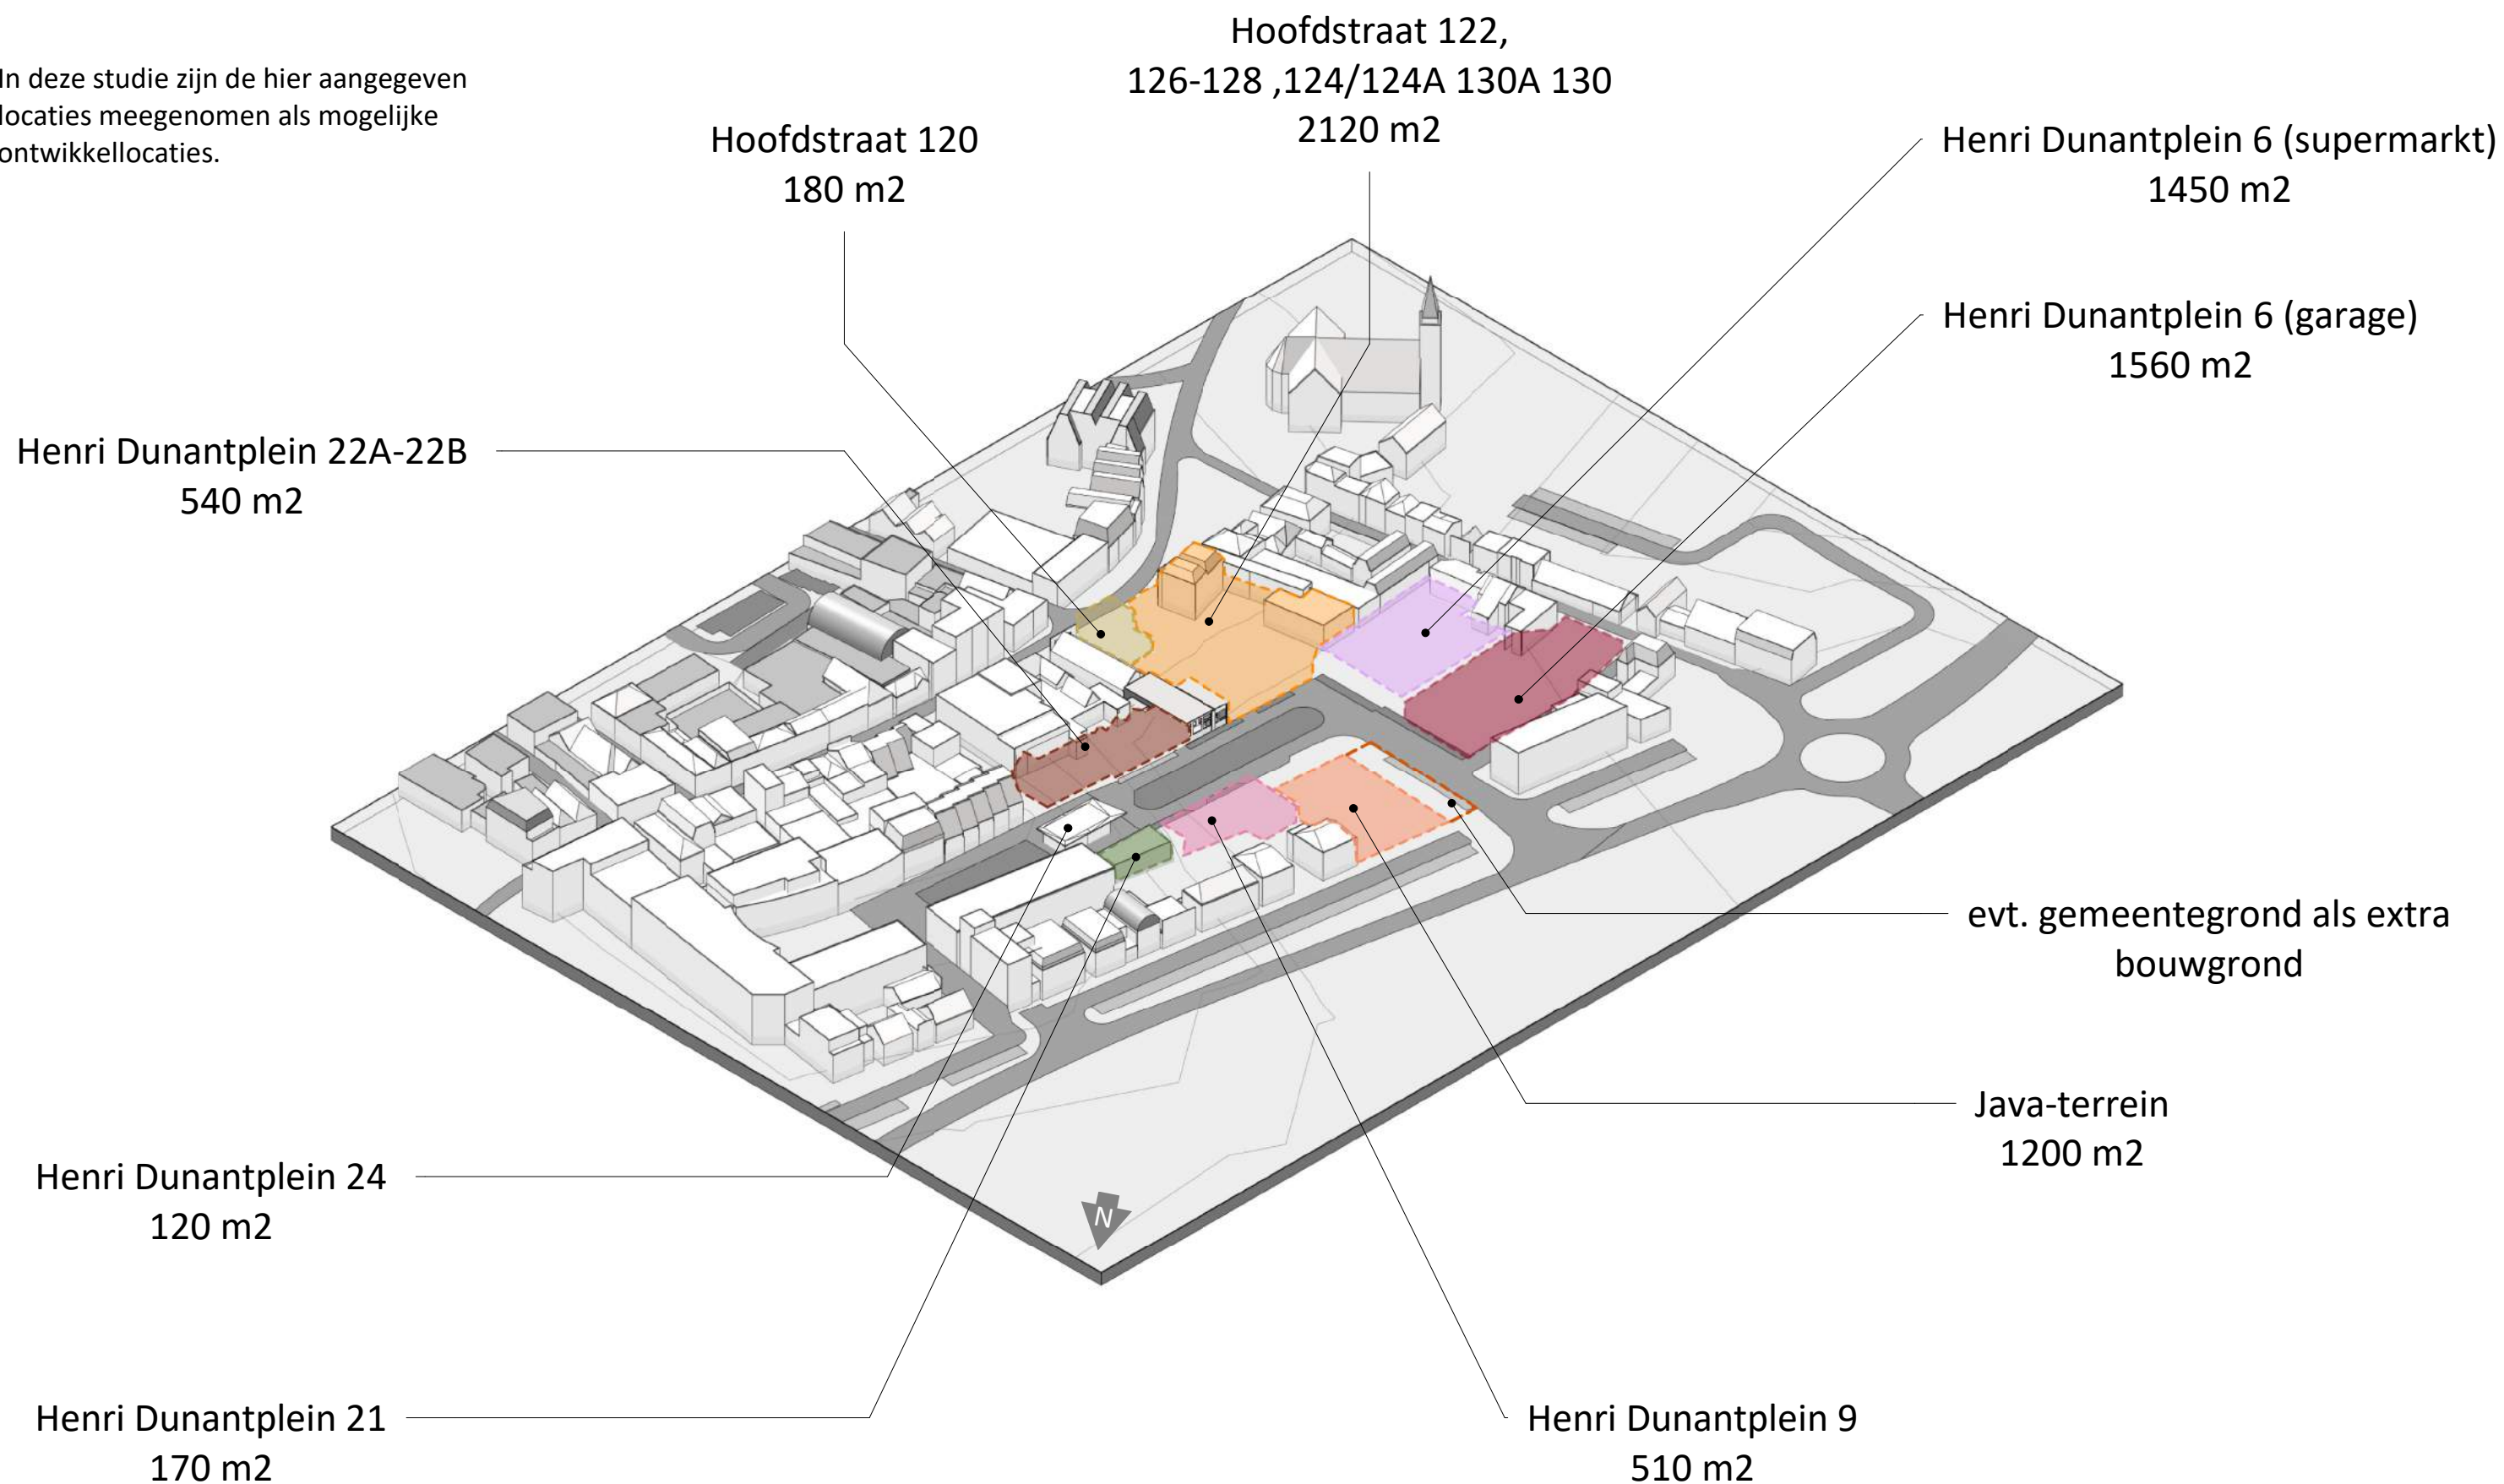 In deze studie zijn de hier aangegeven
locaties meegenomen als mogelijke
ontwikkellocaties.
Hoofdstraat 122,
126-128 ,124/124A 130A 130
2120 m2
Hoofdstraat 120
180 m2
Henri Dunantplein 6 (supermarkt)
1450 m2
Henri Dunantplein 6 (garage)
1560 m2
Henri Dunantplein 22A-22B
540 m2
evt. gemeentegrond als extra
bouwgrond
Java-terrein
1200 m2
Henri Dunantplein 24
120 m2
N
Henri Dunantplein 21
170 m2
Henri Dunantplein 9
510 m2